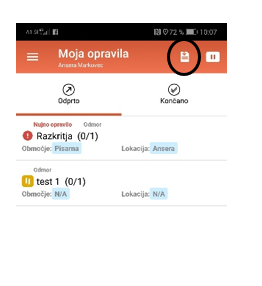 72 % 10:07
Moja opravila
Ansera Markovec
Odprto Končano
Nujno opravilo Odmor
Razkritja (0/1)
Območje: Pisarna Lokacija: Ansera
Odmor
test 1 (0/1)
Območje: N/A Lokacija: N/A